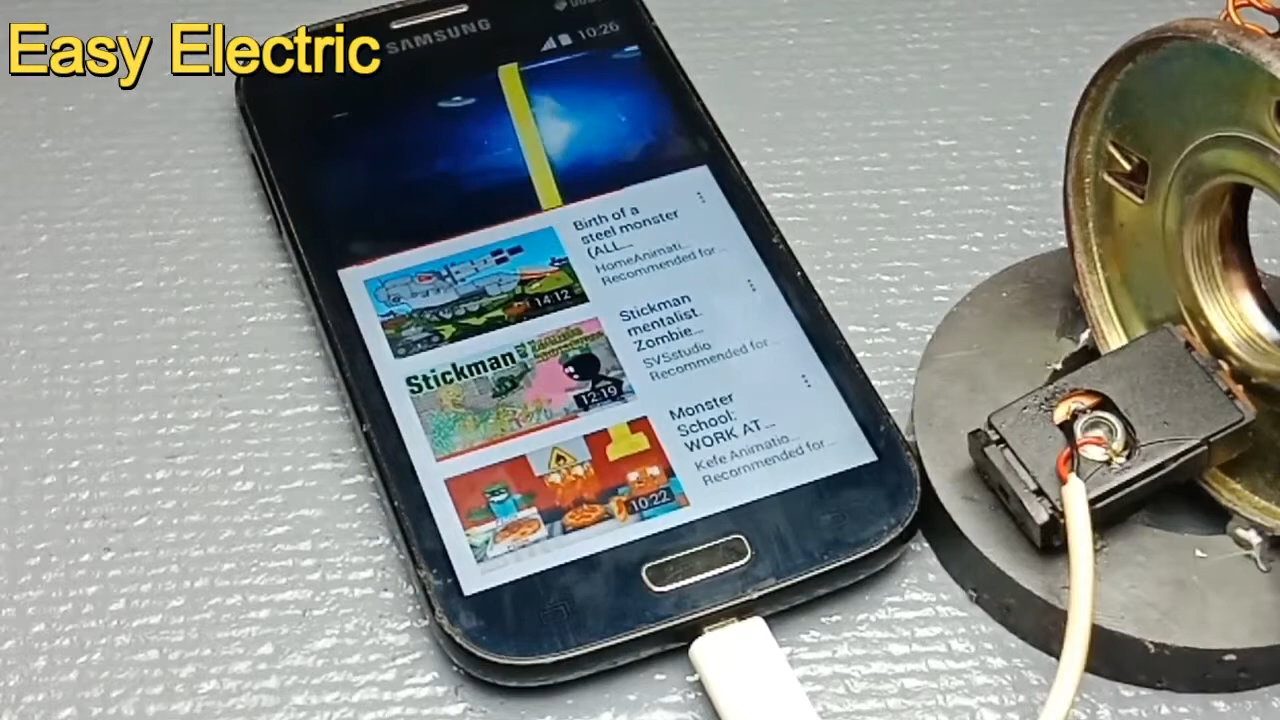 Easy Electric
SAMSUNG
10:26
Birth of a
steel monster
(ALL...
HomeAnimati...
Recommended for ...
14:12
Stickman
mentalist.
Zombie...
SVSstudio
Recommended for ...
Stickman
12:19
Monster
School:
WORK AT ...
Kefe Animatio...
Recommended for ...
10:22